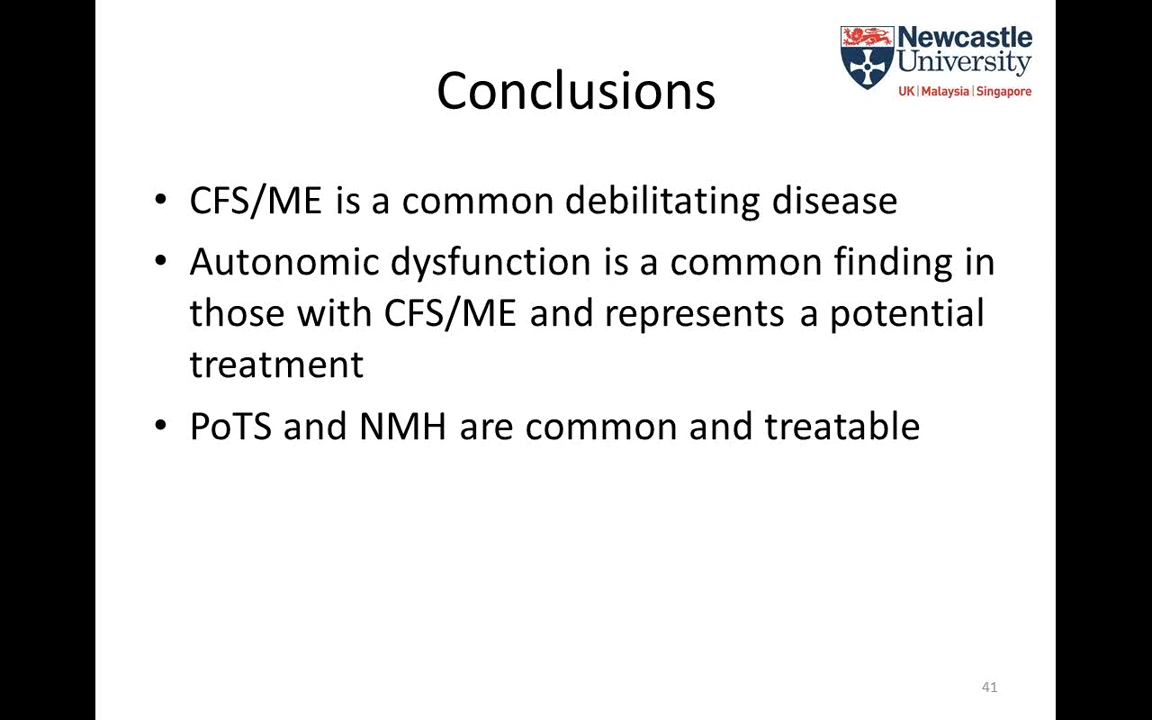 Newcastle
University
UK | Malaysia | Singapore
Conclusions
• CFS/ME is a common debilitating disease
• Autonomic dysfunction is a common finding in
those with CFS/ME and represents a potential
treatment
• PoTS and NMH are common and treatable
41